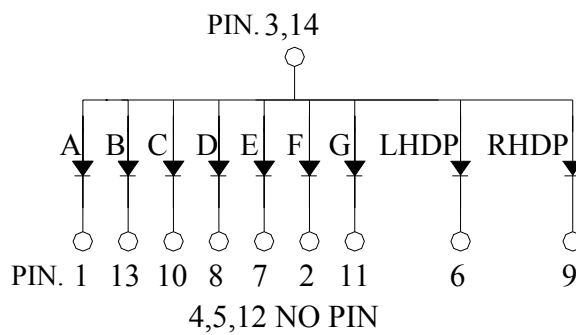 PIN. 3,14
A B C D E F G LHDP RHDP
PIN. 1 13 10 8 7 2 11 6 9
4,5,12 NO PIN